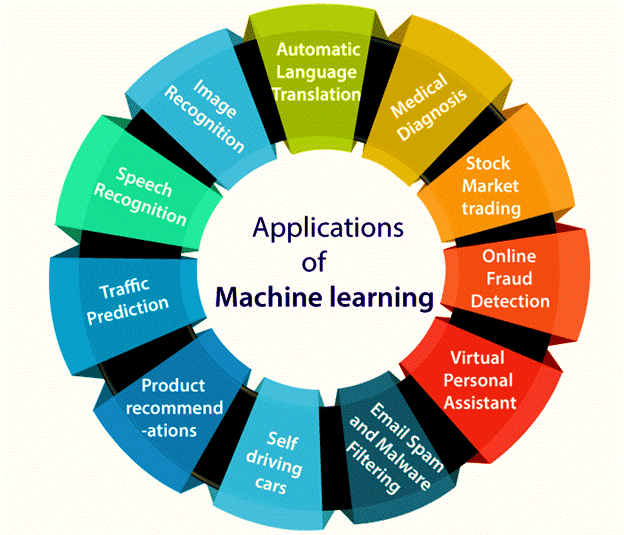 Applications
of
Machine learning
Automatic
Language
Translation
Medical
Diagnosis
Stock
Market
trading
Online
Fraud
Detection
Virtual
Personal
Assistant
Email Spam
and Malware
Filtering
Self
driving
cars
Product
recommend
-ations
Traffic
Prediction
Speech
Recognition
Image
Recognition